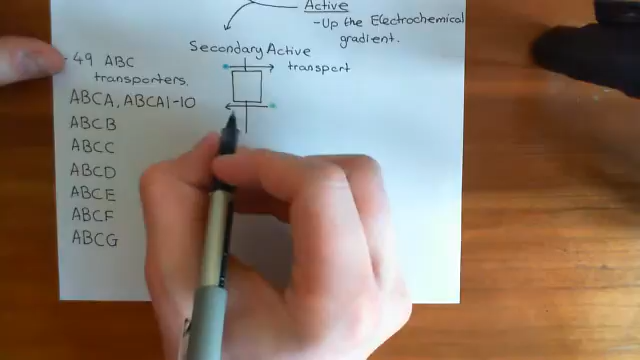 Active
-Up the Electrochemical
gradient.
Secondary Active
transport
- 49 ABC
transporters.
ABCA, ABCA1-10
ABCB
ABCC
ABCD
ABCE
ABCF
ABCG